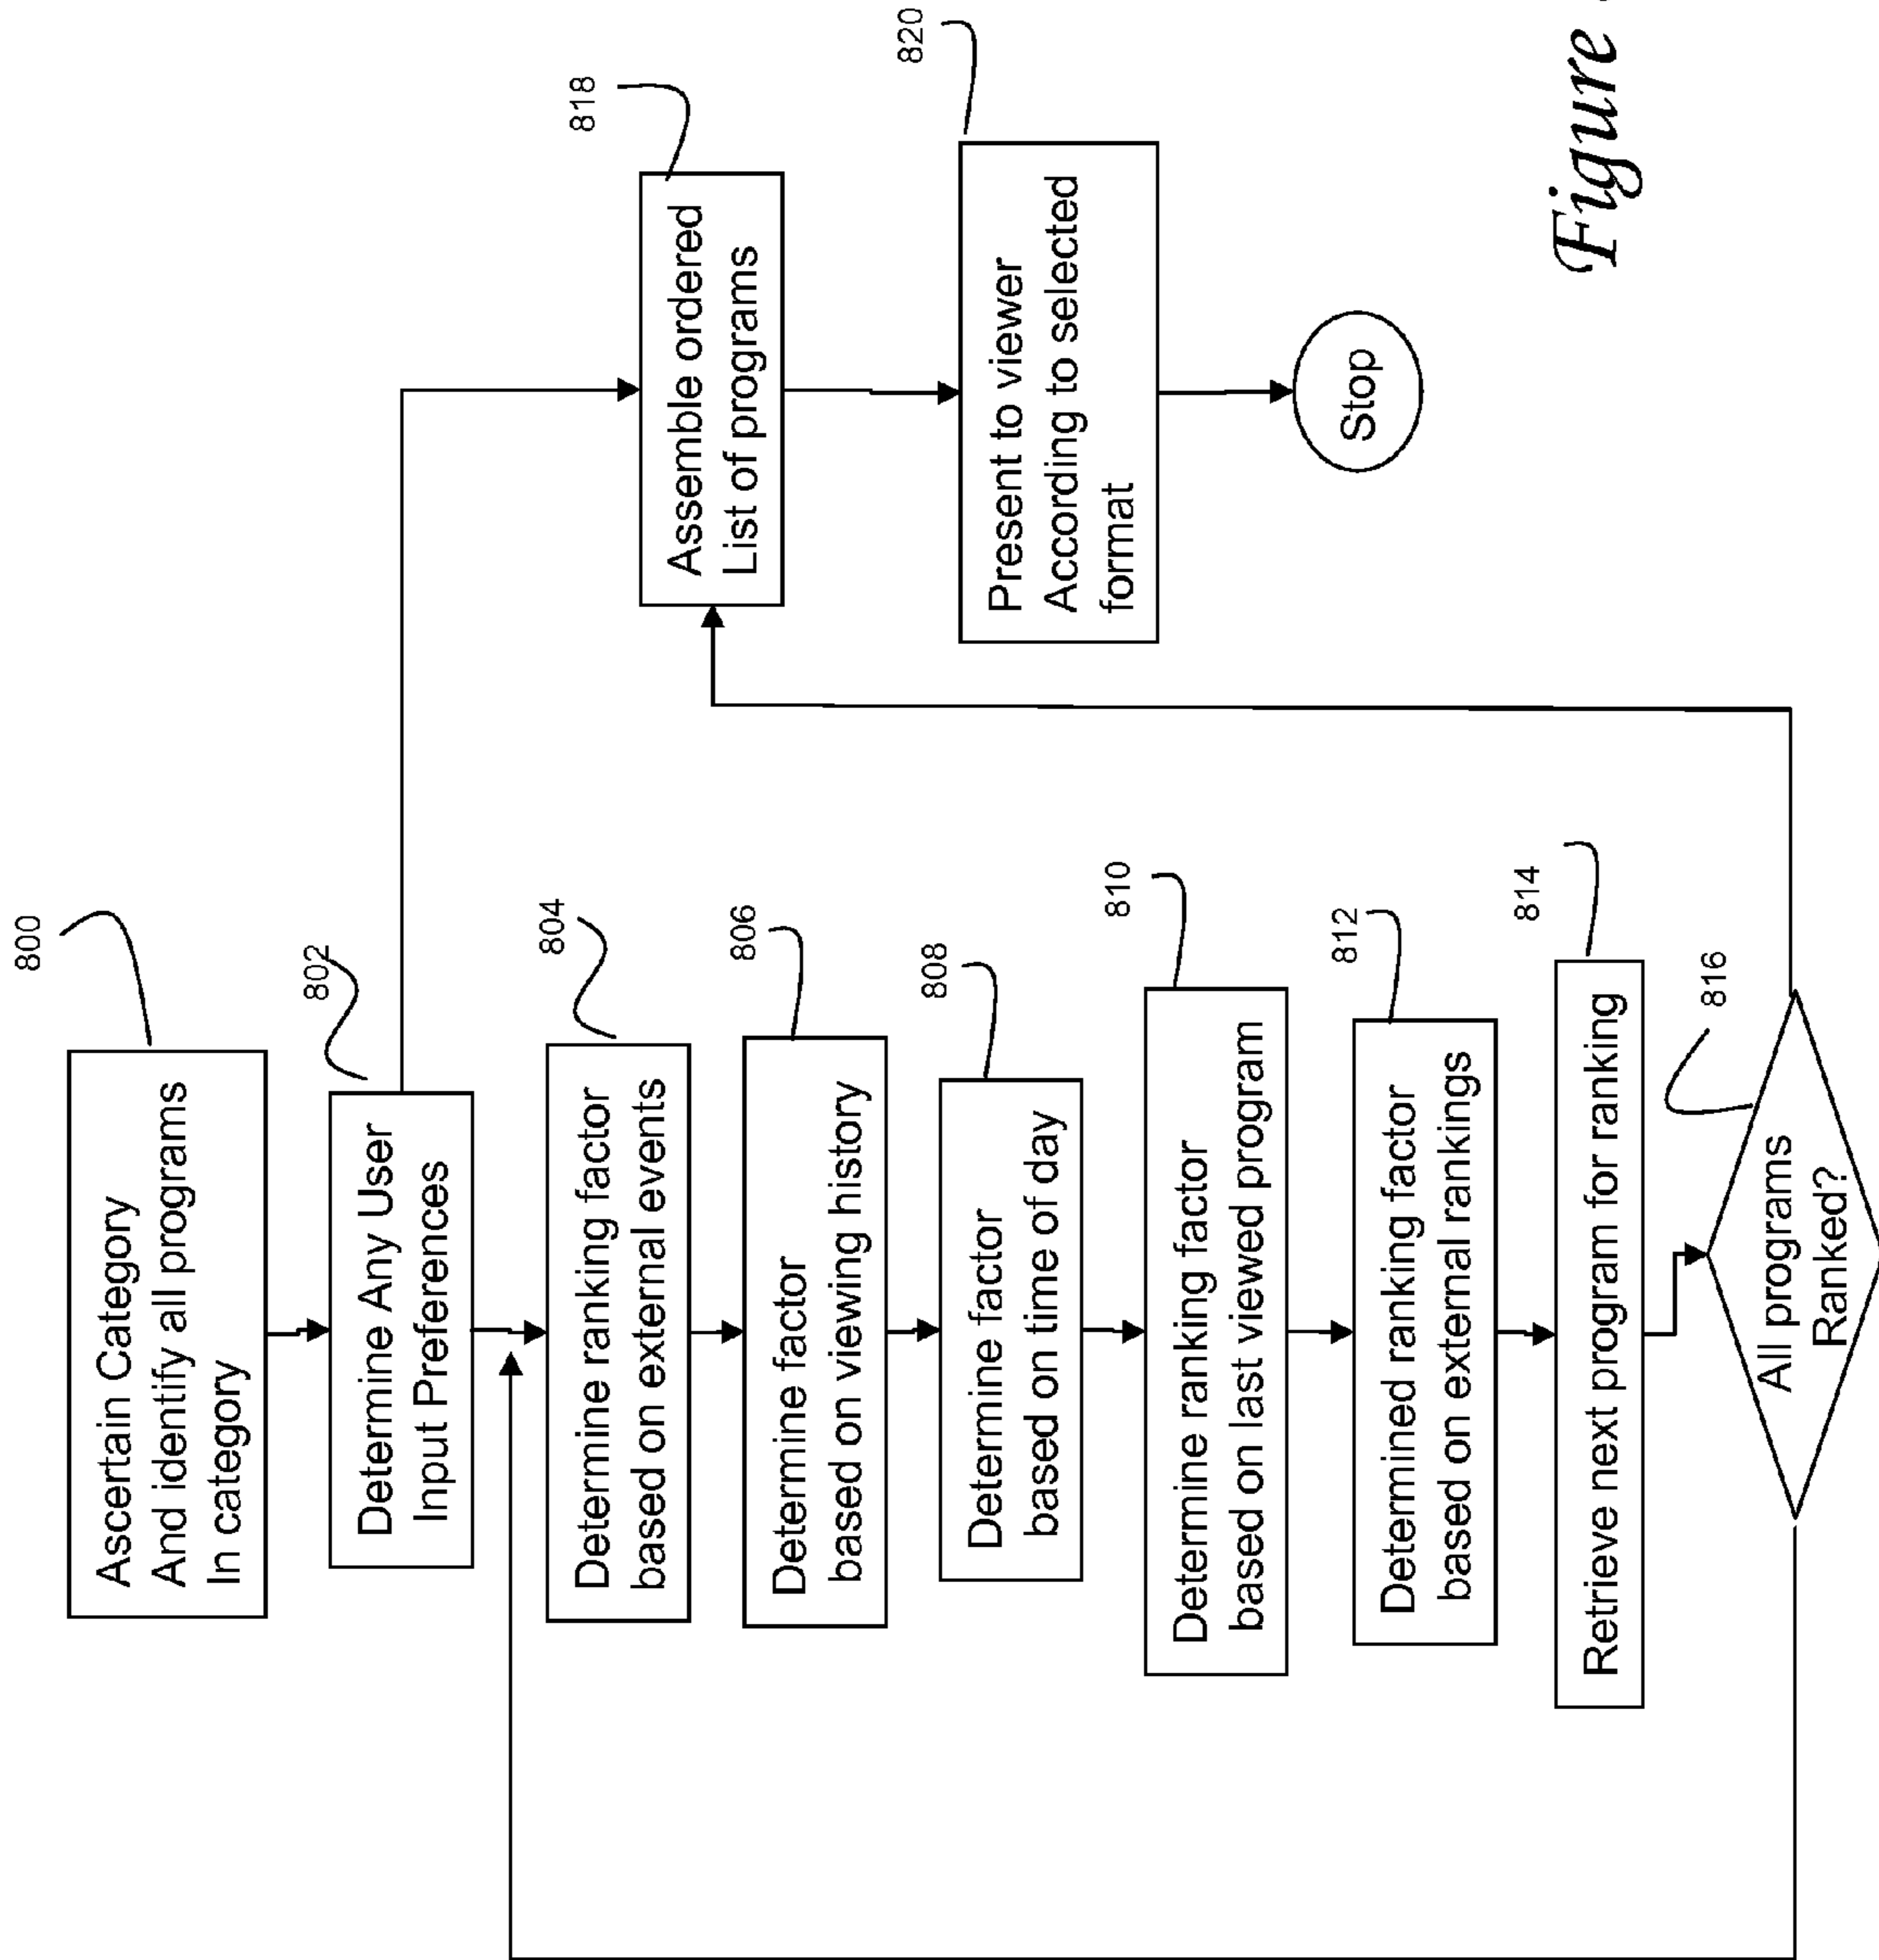 800
Ascertain Category
And identify all programs
In category
802
Determine Any User
Input Preferences
804
Determine ranking factor
based on external events
806
Determine factor
based on viewing history
808
Determine factor
based on time of day
810
Determine ranking factor
based on last viewed program
812
Determined ranking factor
based on external rankings
814
Retrieve next program for ranking
816
All programs
Ranked?
818
Assemble ordered
List of programs
820
Present to viewer
According to selected
format
Stop
Figure